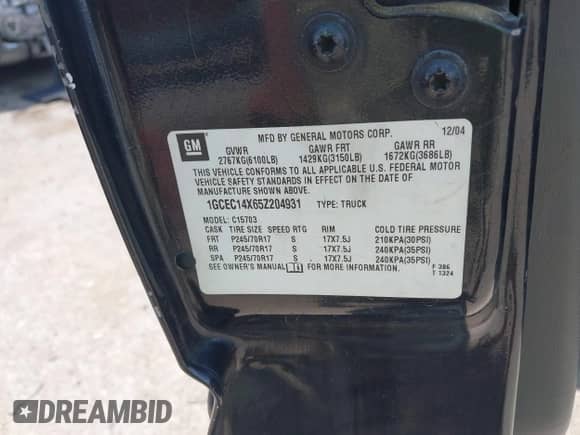 GM
MFD BY GENERAL MOTORS CORP. 12/04
GVWR GAWR FRT GAWR RR
2767KG(6100LB) 1429KG(3150LB) 1672KG(3686LB)
THIS VEHICLE CONFORMS TO ALL APPLICABLE U.S. FEDERAL MOTOR
VEHICLE SAFETY STANDARDS IN EFFECT ON THE DATE OF
MANUFACTURE SHOWN ABOVE.
1GCEC14X65Z204931 TYPE: TRUCK
MODEL: C15703
CASK TIRE SIZE SPEED RTG RIM COLD TIRE PRESSURE
FRT P245/70R17 S 17X7.5J 210KPA(30PSI)
RR P245/70R17 S 17X7.5J 240KPA(35PSI)
SPA P245/70R17 S 17X7.5J 240KPA(35PSI)
SEE OWNER'S MANUAL FOR MORE INFORMATION.
F 386
T 1324
DREAMBID